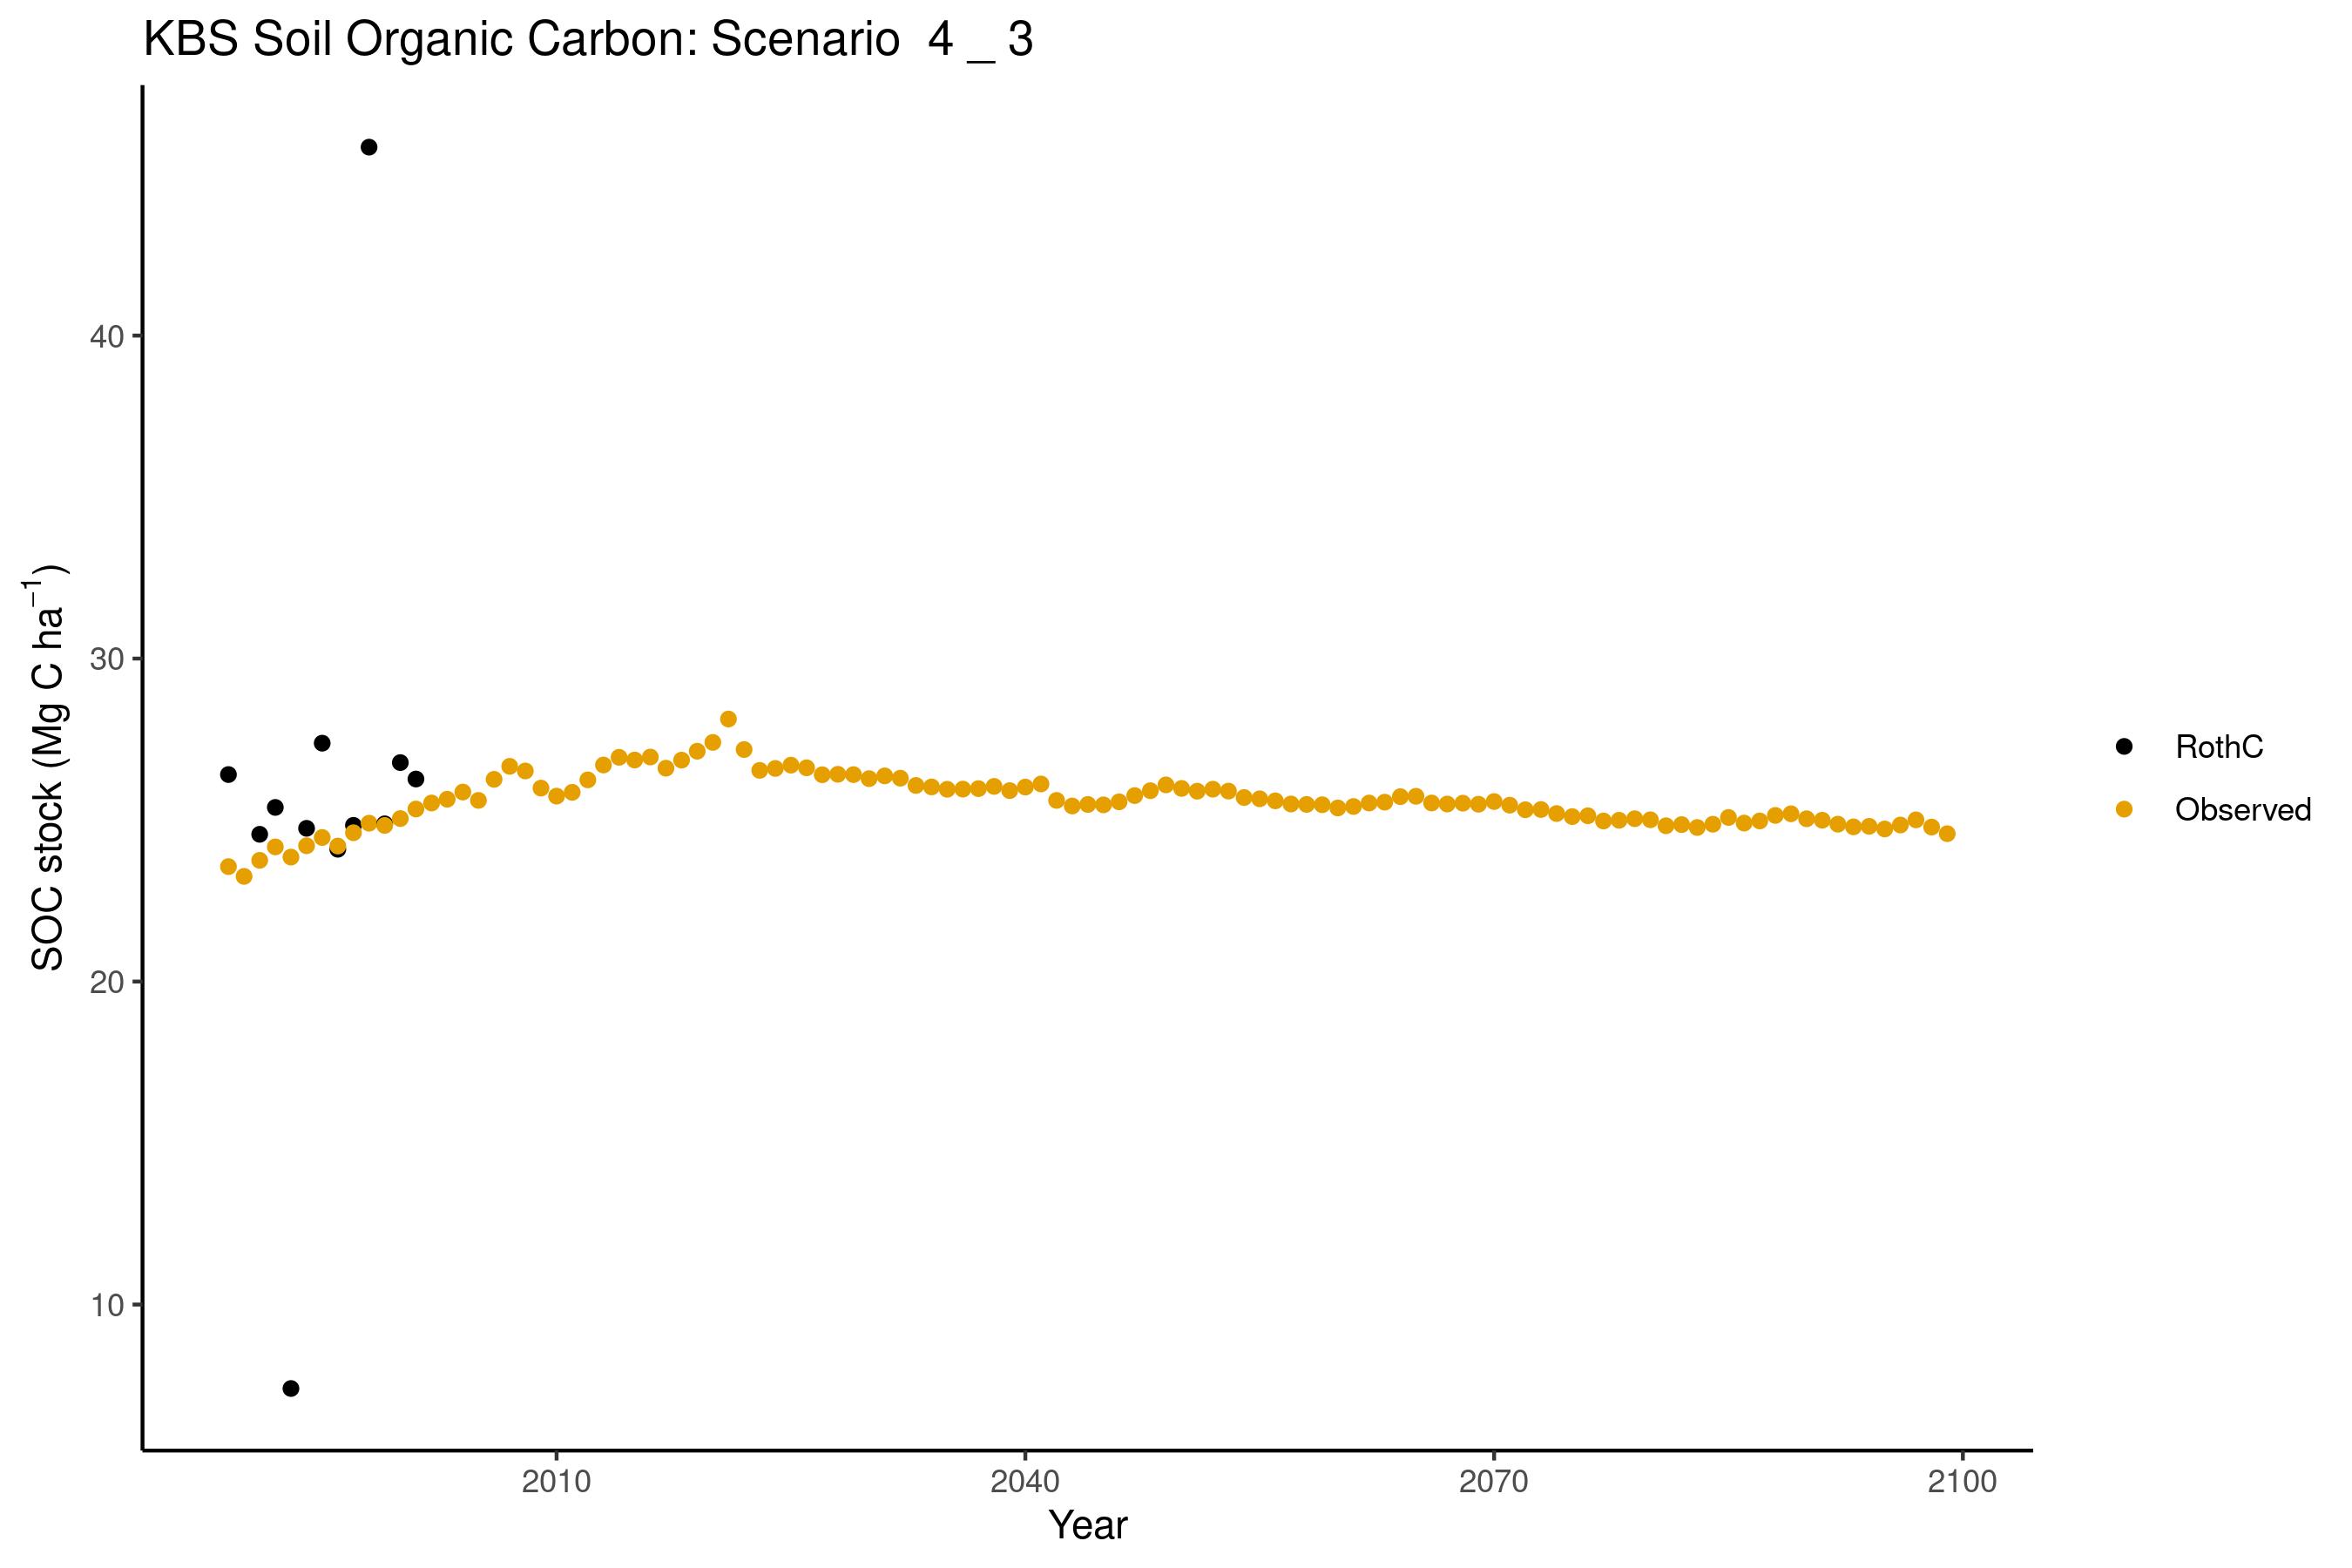 KBS Soil Organic Carbon: Scenario  4 _ 3
SOC stock (Mg C ha⁻¹)
40
30
20
10
2010 2040 2070 2100
Year
RothC
Observed